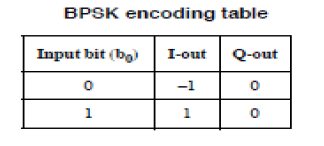 BPSK encoding table
Input bit (b0) I-out Q-out
0 −1 0
1 1 0